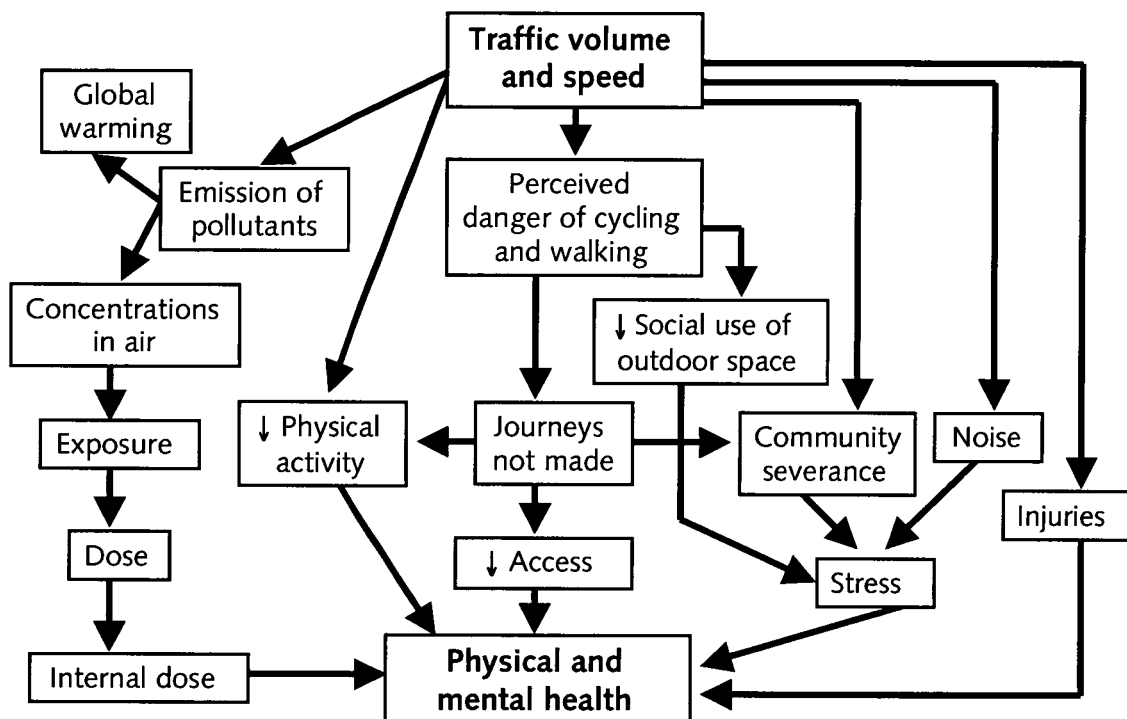 Traffic volume
and speed
Global
warming
Emission of
pollutants
Perceived
danger of cycling
and walking
Concentrations
in air
↓ Social use of
outdoor space
Exposure
↓ Physical
activity
Journeys
not made
Community
severance
Noise
Injuries
Dose
↓ Access
Stress
Internal dose
Physical and
mental health